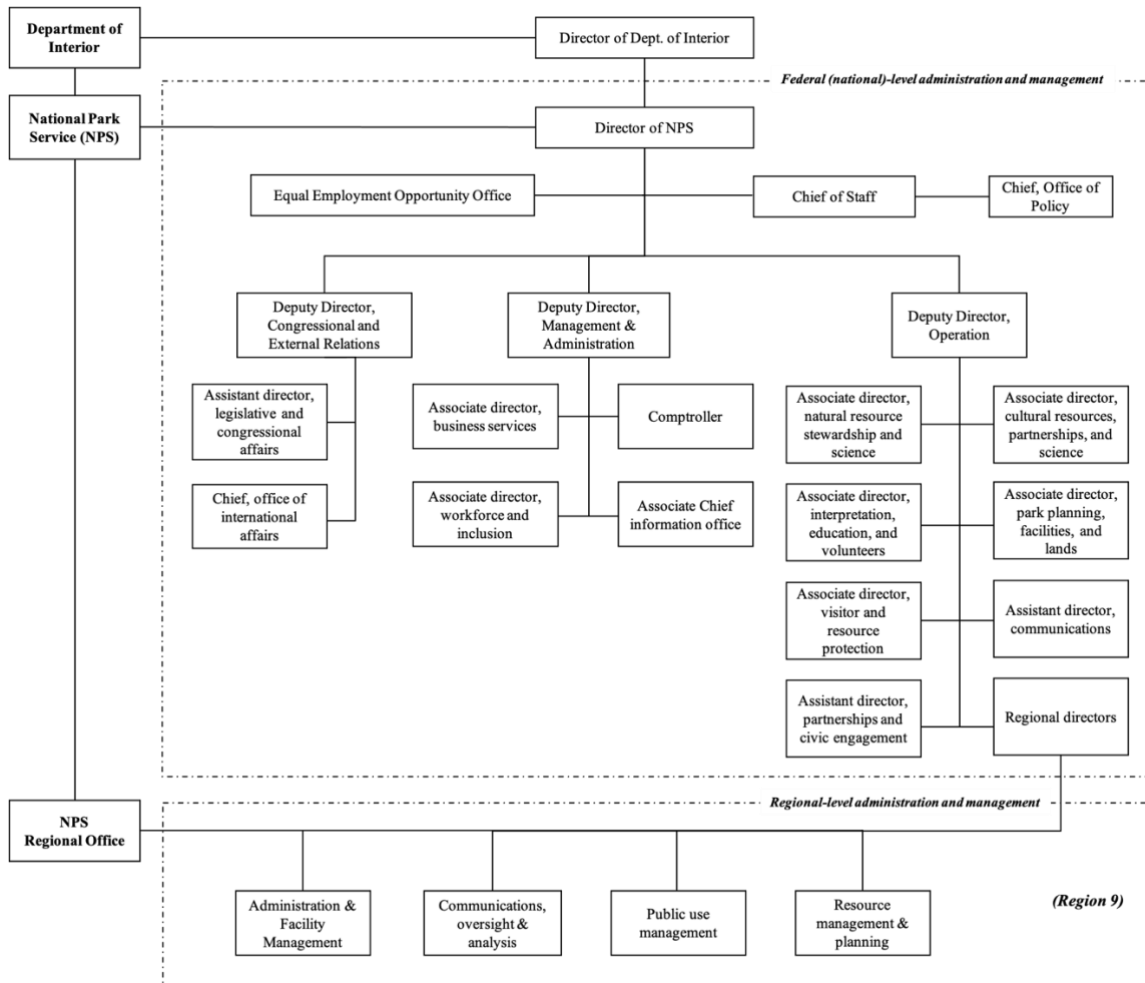 Department of
Interior
Director of Dept. of Interior
Federal (national)-level administration and management
National Park
Service (NPS)
Director of NPS
Equal Employment Opportunity Office
Chief of Staff
Chief, Office of
Policy
Deputy Director,
Congressional and
External Relations
Deputy Director,
Management &
Administration
Deputy Director,
Operation
Assistant director,
legislative and
congressional
affairs
Associate director,
business services
Comptroller
Associate director,
natural resource
stewardship and
science
Associate director,
cultural resources,
partnerships, and
science
Chief, office of
international
affairs
Associate director,
workforce and
inclusion
Associate Chief
information office
Associate director,
interpretation,
education, and
volunteers
Associate director,
park planning,
facilities, and
lands
Associate director,
visitor and
resource
protection
Assistant director,
communications
Assistant director,
partnerships and
civic engagement
Regional directors
Regional-level administration and management
NPS
Regional Office
Administration &
Facility
Management
Communications,
oversight &
analysis
Public use
management
Resource
management &
planning
(Region 9)